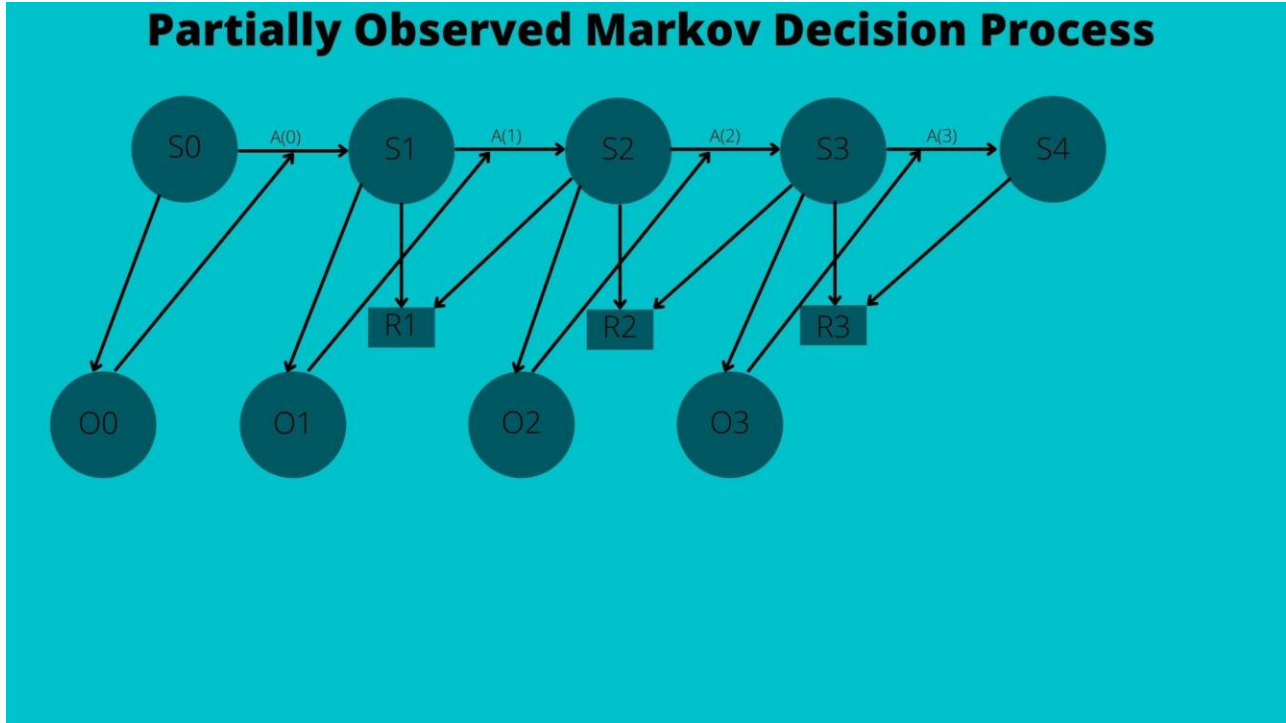 Partially Observed Markov Decision Process
A(0) A(1) A(2) A(3)
S0 S1 S2 S3 S4
R1 R2 R3
O0 O1 O2 O3